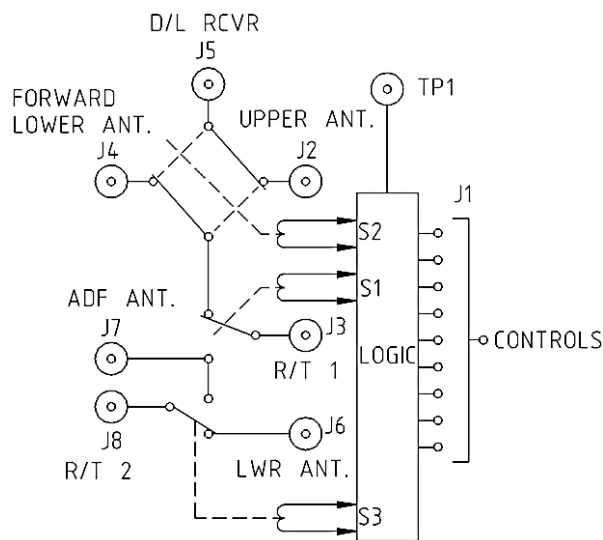 D/L RCVR
J5
FORWARD
LOWER ANT.
J4
UPPER ANT.
J2
TP1
J1
S2
S1
ADF ANT.
J7
J3
R/T 1
LOGIC
CONTROLS
J8
R/T 2
J6
LWR ANT.
S3